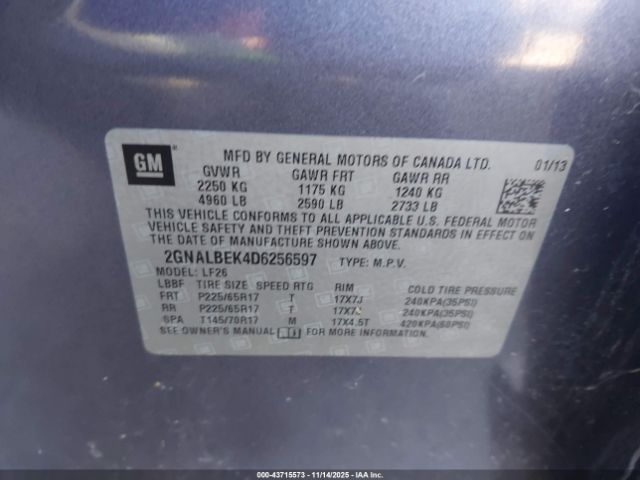 GM
MFD BY GENERAL MOTORS OF CANADA LTD. 01/13
GVWR GAWR FRT GAWR RR
2250 KG 1175 KG 1240 KG
4960 LB 2590 LB 2733 LB
THIS VEHICLE CONFORMS TO ALL APPLICABLE U.S. FEDERAL MOTOR
VEHICLE SAFETY AND THEFT PREVENTION STANDARDS IN EFFECT ON
THE DATE OF MANUFACTURE SHOWN ABOVE.
2GNALBEK4D6256597 TYPE: M.P.V.
MODEL: LF26
LBBF TIRE SIZE SPEED RTG RIM COLD TIRE PRESSURE
FRT P225/65R17 T 17X7J 240KPA(35PSI)
RR P225/65R17 T 17X7J 240KPA(35PSI)
SPA T145/70R17 M 17X4.5T 420KPA(60PSI)
SEE OWNER'S MANUAL FOR MORE INFORMATION.
00-43715573 - 11/14/2025 - COPYRIGHT IAA